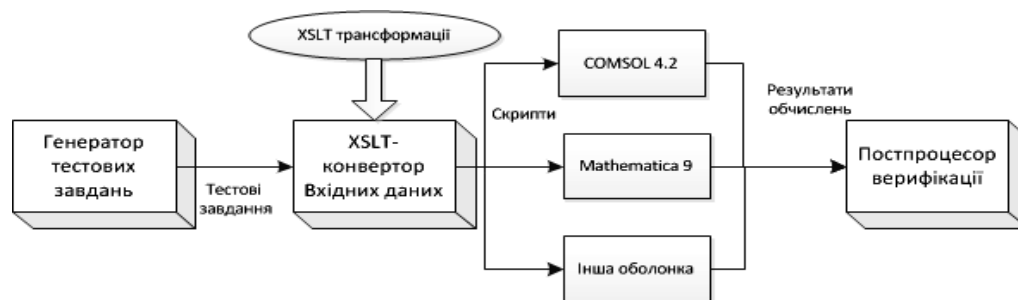 XSLT трансформації
COMSOL 4.2
Результати
обчислень
Скрипти
Генератор
тестових
завдань
XSLT-
конвертор
Вхідних даних
Mathematica 9
Постпроцесор
верифікації
Тестові
завдання
Інша оболонка